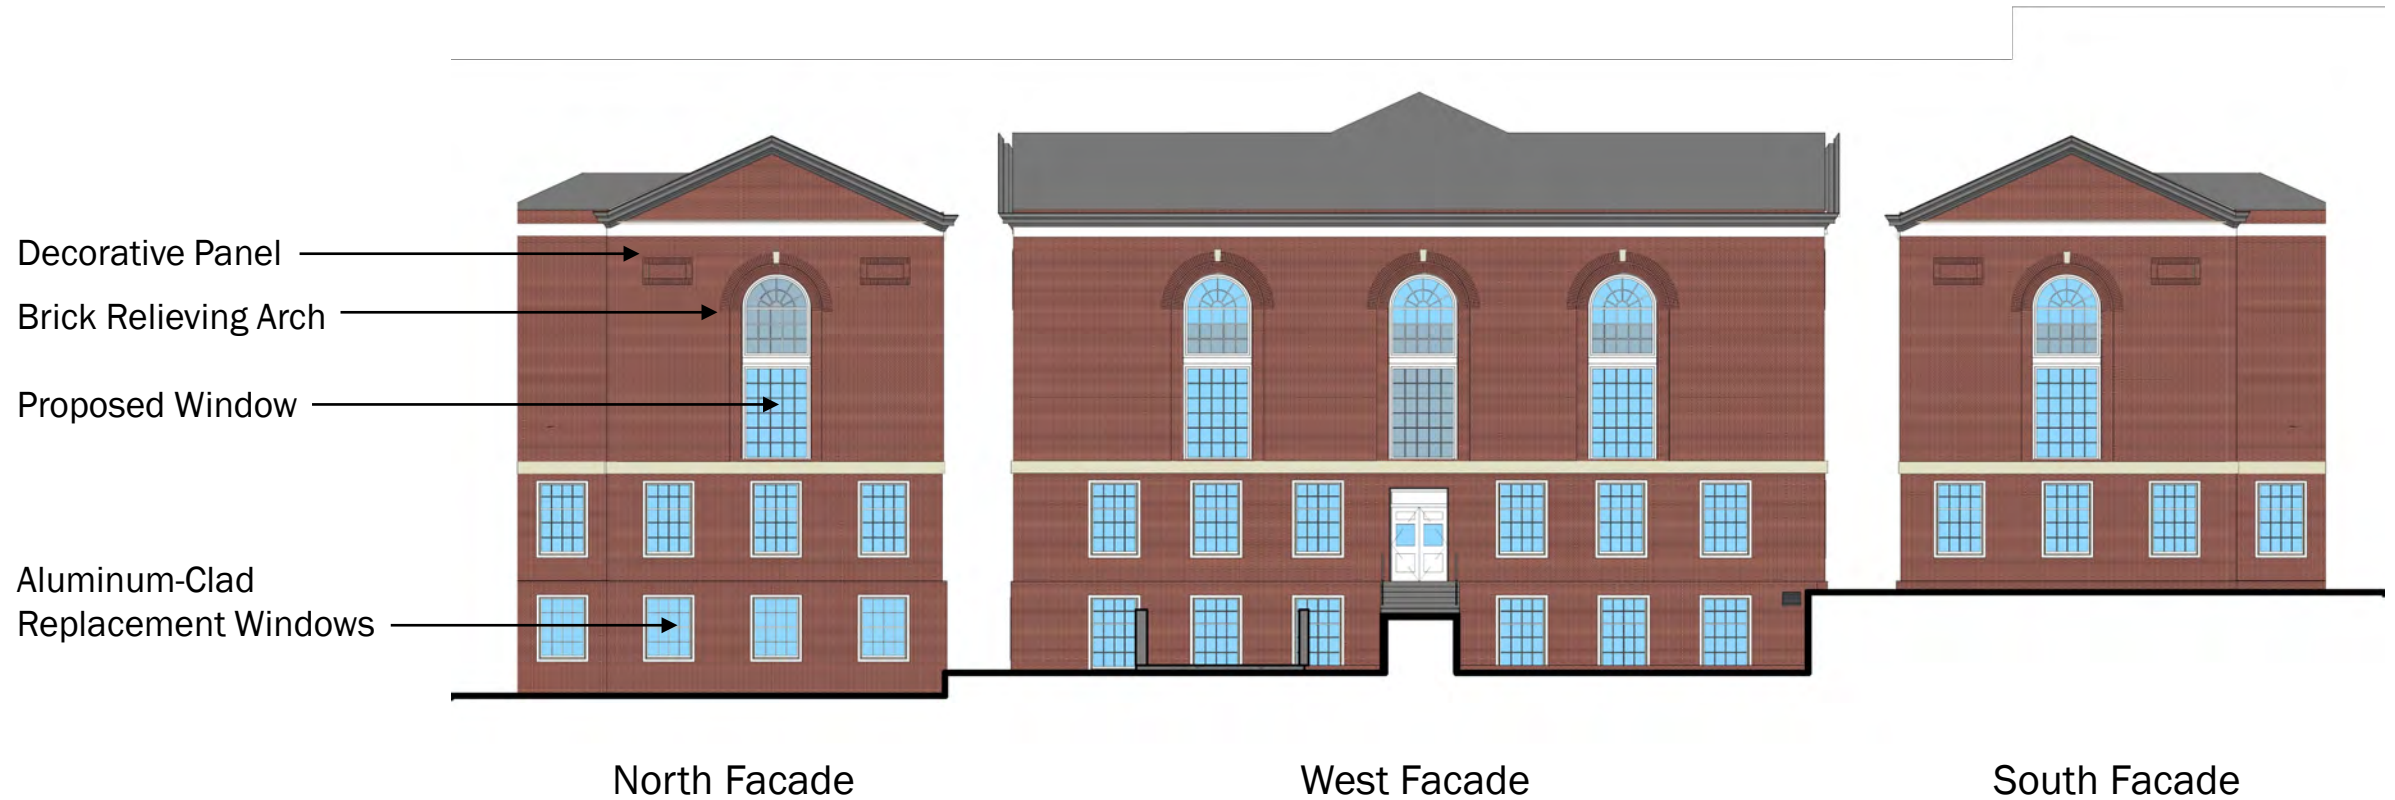 Decorative Panel
Brick Relieving Arch
Proposed Window
Aluminum-Clad
Replacement Windows
North Facade
West Facade
South Facade